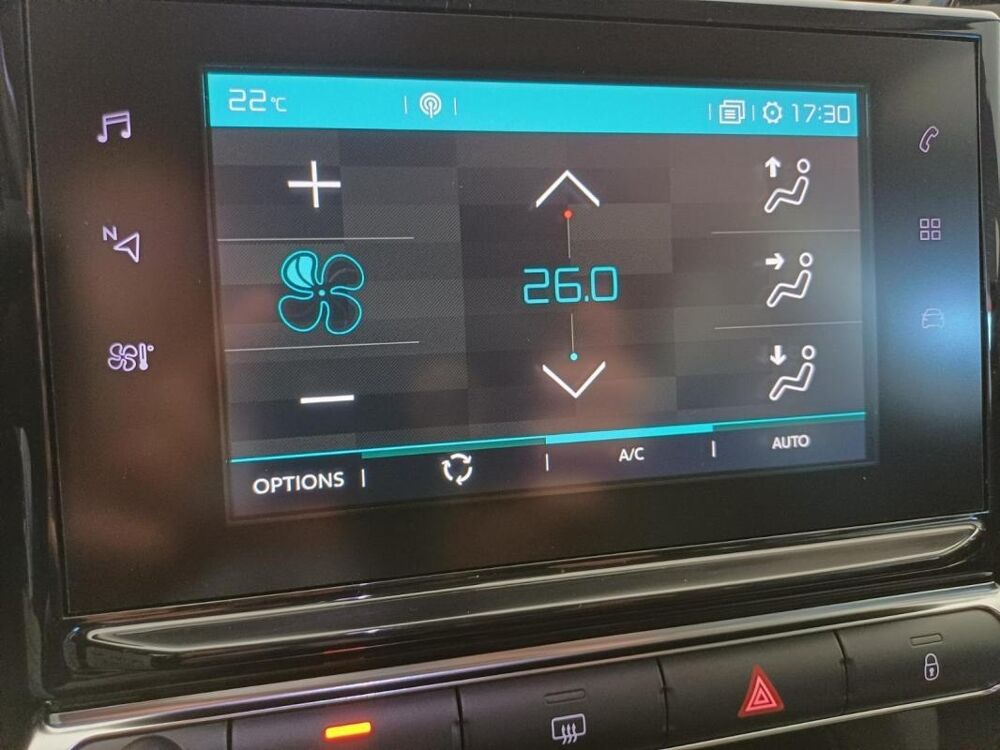 22°C 17:30
N
26.0
OPTIONS A/C AUTO